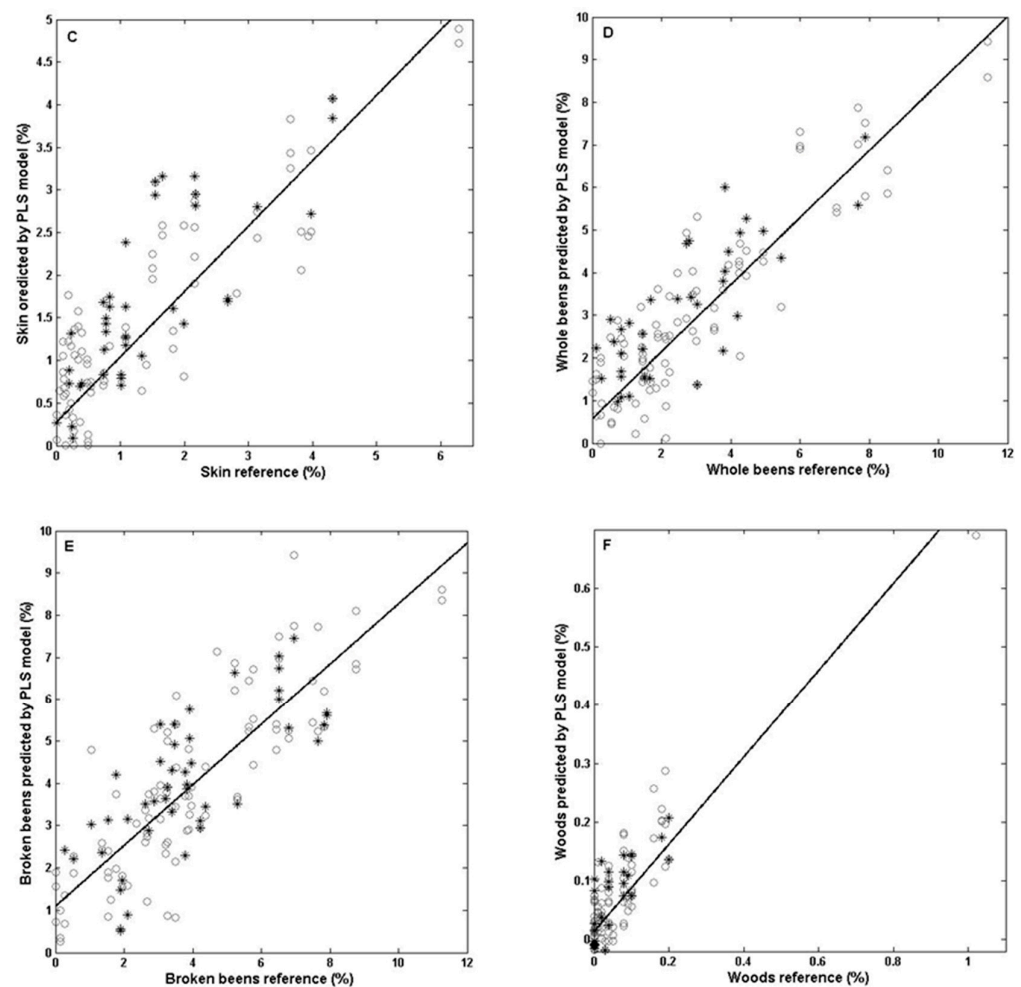 C
5
4.5
4
3.5
3
2.5
2
1.5
1
0.5
0
0 1 2 3 4 5 6
Skin oredicted by PLS model (%)
Skin reference (%)
D
10
9
8
7
6
5
4
3
2
1
0
0 2 4 6 8 10 12
Whole beens predicted by PLS model (%)
Whole beens reference (%)
E
10
9
8
7
6
5
4
3
2
1
0
0 2 4 6 8 10 12
Broken beens predicted by PLS model (%)
Broken beens reference (%)
F
0.6
0.5
0.4
0.3
0.2
0.1
0
0 0.2 0.4 0.6 0.8 1
Woods predicted by PLS model (%)
Woods reference (%)